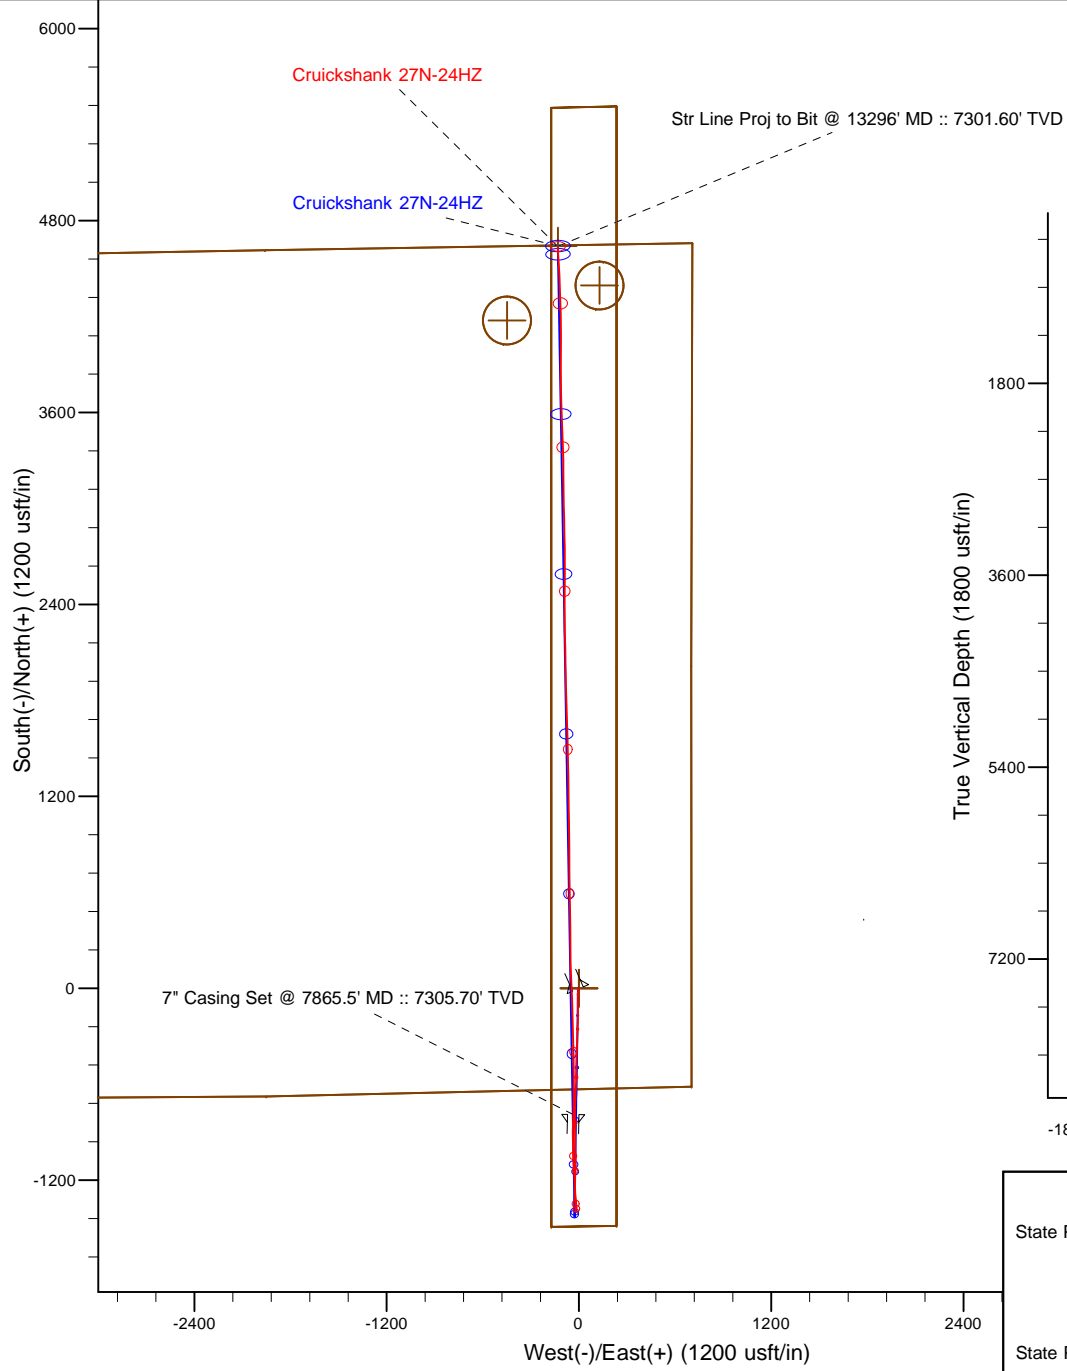 6000
Cruickshank 27N-24HZ
Str Line Proj to Bit @ 13296' MD :: 7301.60' TVD
Cruickshank 27N-24HZ
4800
3600
2400
1200
0
-1200
South(-)/North(+) (1200 usft/in)
7" Casing Set @ 7865.5' MD :: 7305.70' TVD
-2400
-1200
0
1200
2400
West(-)/East(+) (1200 usft/in)
1800
3600
5400
7200
True Vertical Depth (1800 usft/in)
-18
State P
State P